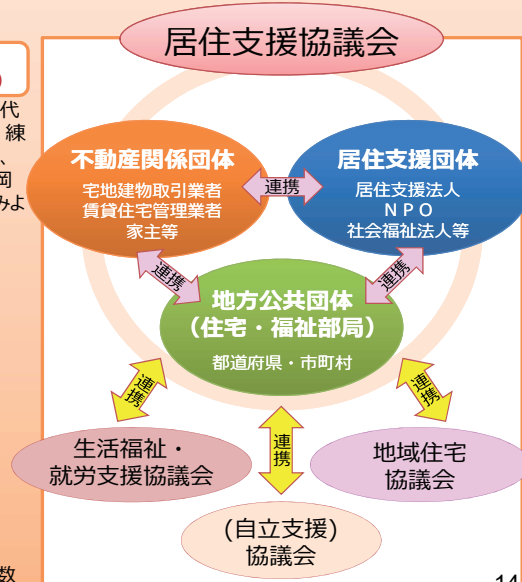 居住支援協議会
)
代
練
、
岡
みよ
不動産関係団体
宅地建物取引業者
賃貸住宅管理業者
家主等
連携
居住支援団体
居住支援法人
ＮＰＯ
社会福祉法人等
連携
連携
地方公共団体
（住宅・福祉部局）
都道府県・市町村
連携
連携
連携
生活福祉・
就労支援協議会
地域住宅
協議会
(自立支援)
協議会
数
14